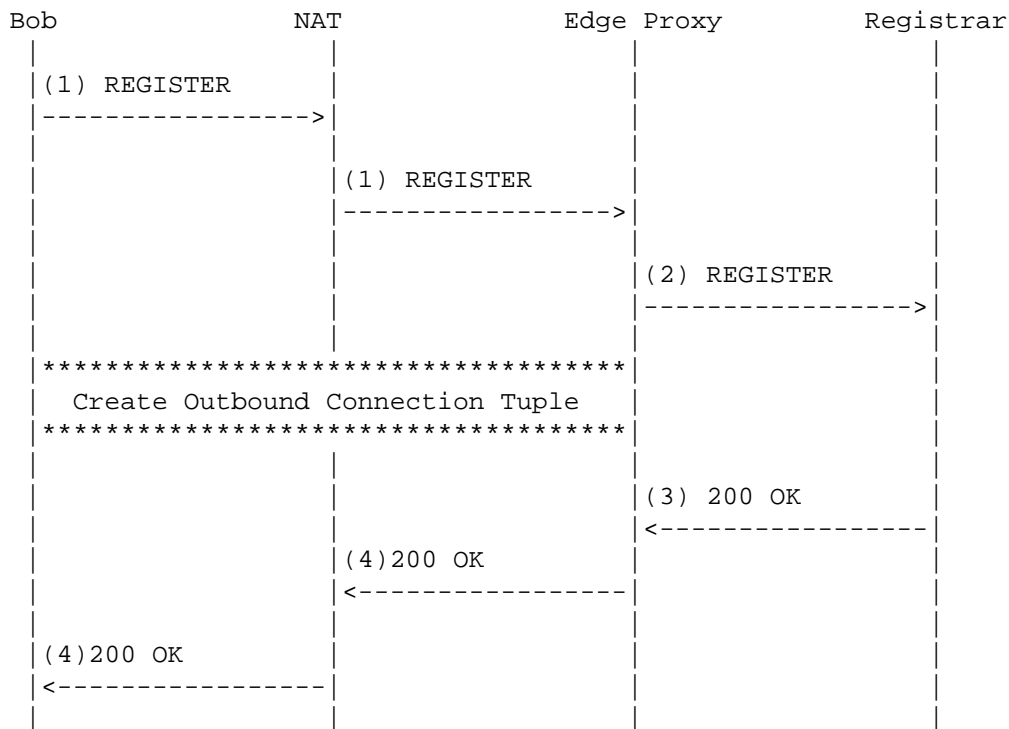 Bob NAT Edge Proxy Registrar
(1) REGISTER
(1) REGISTER
(2) REGISTER
*************************************
Create Outbound Connection Tuple
*************************************
(3) 200 OK
(4)200 OK
(4)200 OK